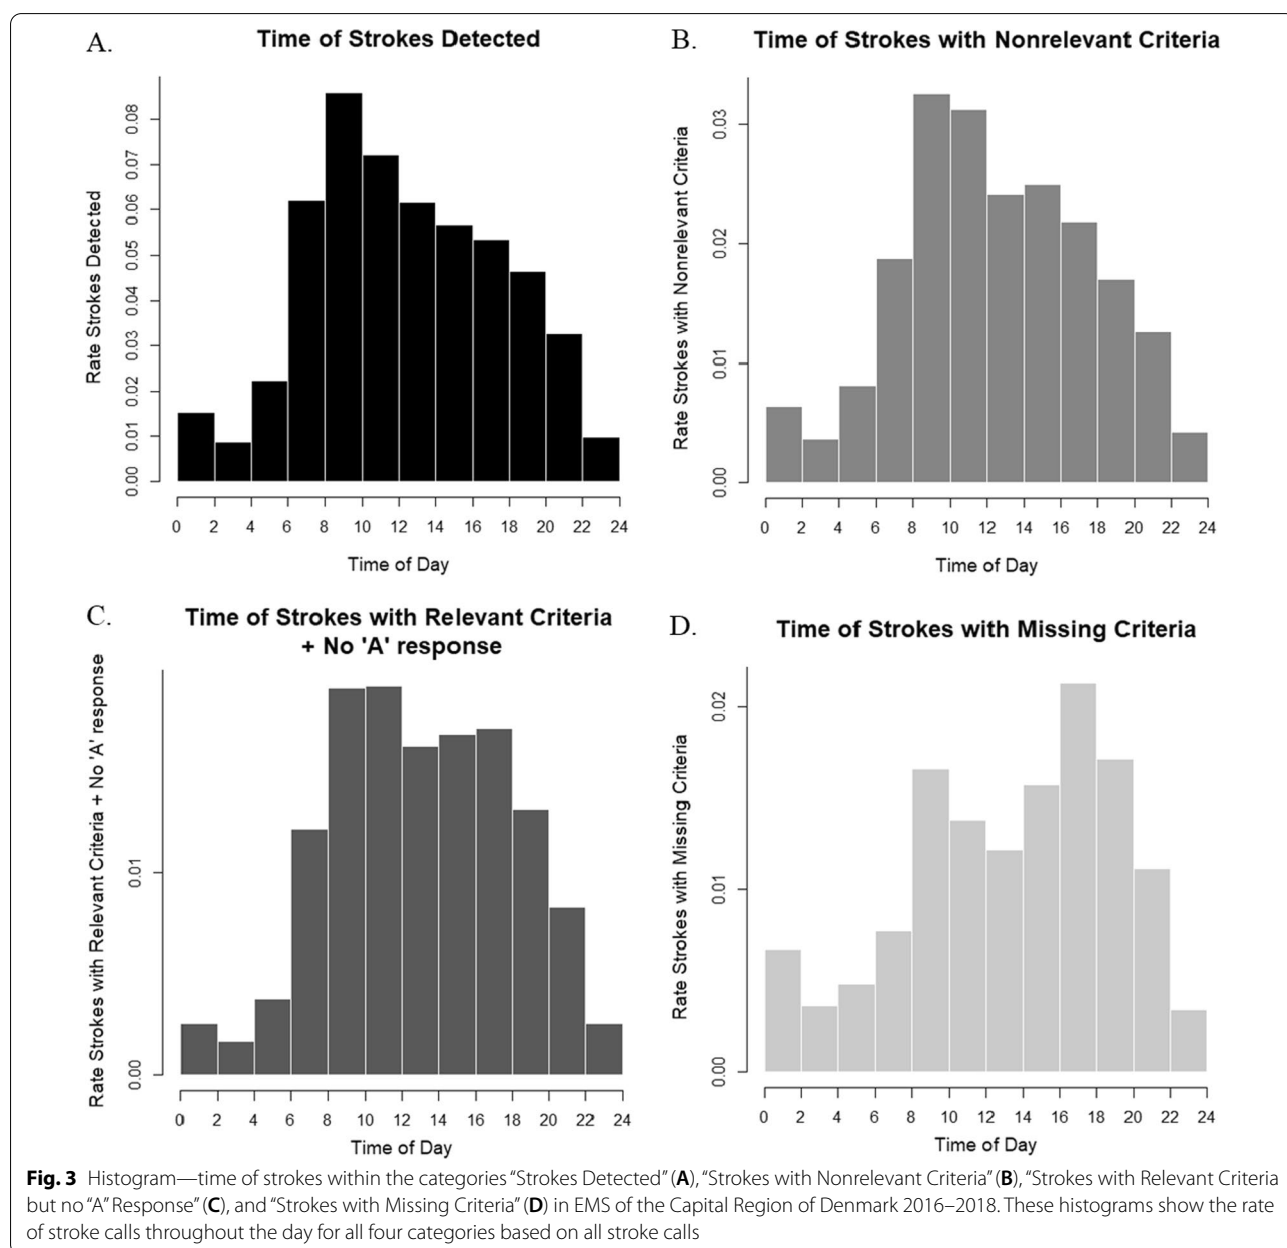 A.
Time of Strokes Detected
Rate Strokes Detected
0.00 0.01 0.02 0.03 0.04 0.05 0.06 0.07 0.08
0 2 4 6 8 10 12 14 16 18 20 22 24
Time of Day
B.
Time of Strokes with Nonrelevant Criteria
Rate Strokes with Nonrelevant Criteria
0.00 0.01 0.02 0.03
0 2 4 6 8 10 12 14 16 18 20 22 24
Time of Day
C.
Time of Strokes with Relevant Criteria
+ No 'A' response
Rate Strokes with Relevant Criteria + No 'A' response
0.00 0.01
0 2 4 6 8 10 12 14 16 18 20 22 24
Time of Day
D.
Time of Strokes with Missing Criteria
Rate Strokes with Missing Criteria
0.00 0.01 0.02
0 2 4 6 8 10 12 14 16 18 20 22 24
Time of Day
Fig. 3 Histogram—time of strokes within the categories “Strokes Detected” (A), “Strokes with Nonrelevant Criteria” (B), “Strokes with Relevant Criteria
but no “A” Response” (C), and “Strokes with Missing Criteria” (D) in EMS of the Capital Region of Denmark 2016–2018. These histograms show the rate
of stroke calls throughout the day for all four categories based on all stroke calls